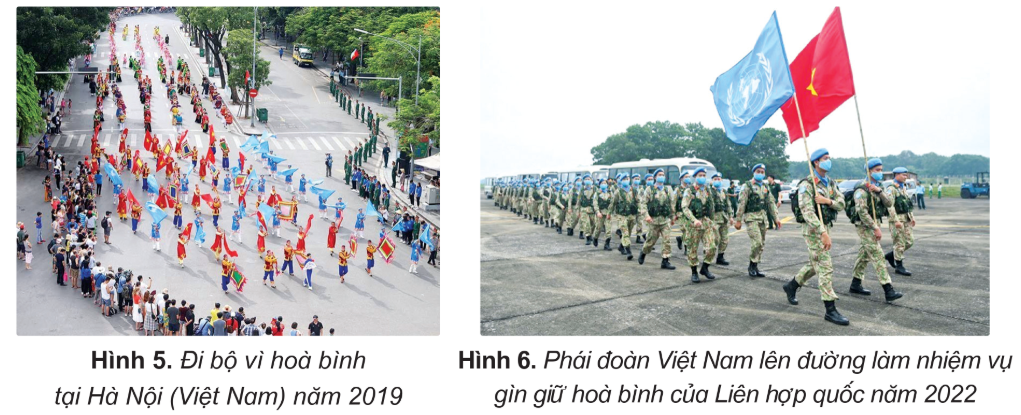 Hình 5. Đi bộ vì hoà bình
tại Hà Nội (Việt Nam) năm 2019
Hình 6. Phái đoàn Việt Nam lên đường làm nhiệm vụ
gìn giữ hoà bình của Liên hợp quốc năm 2022